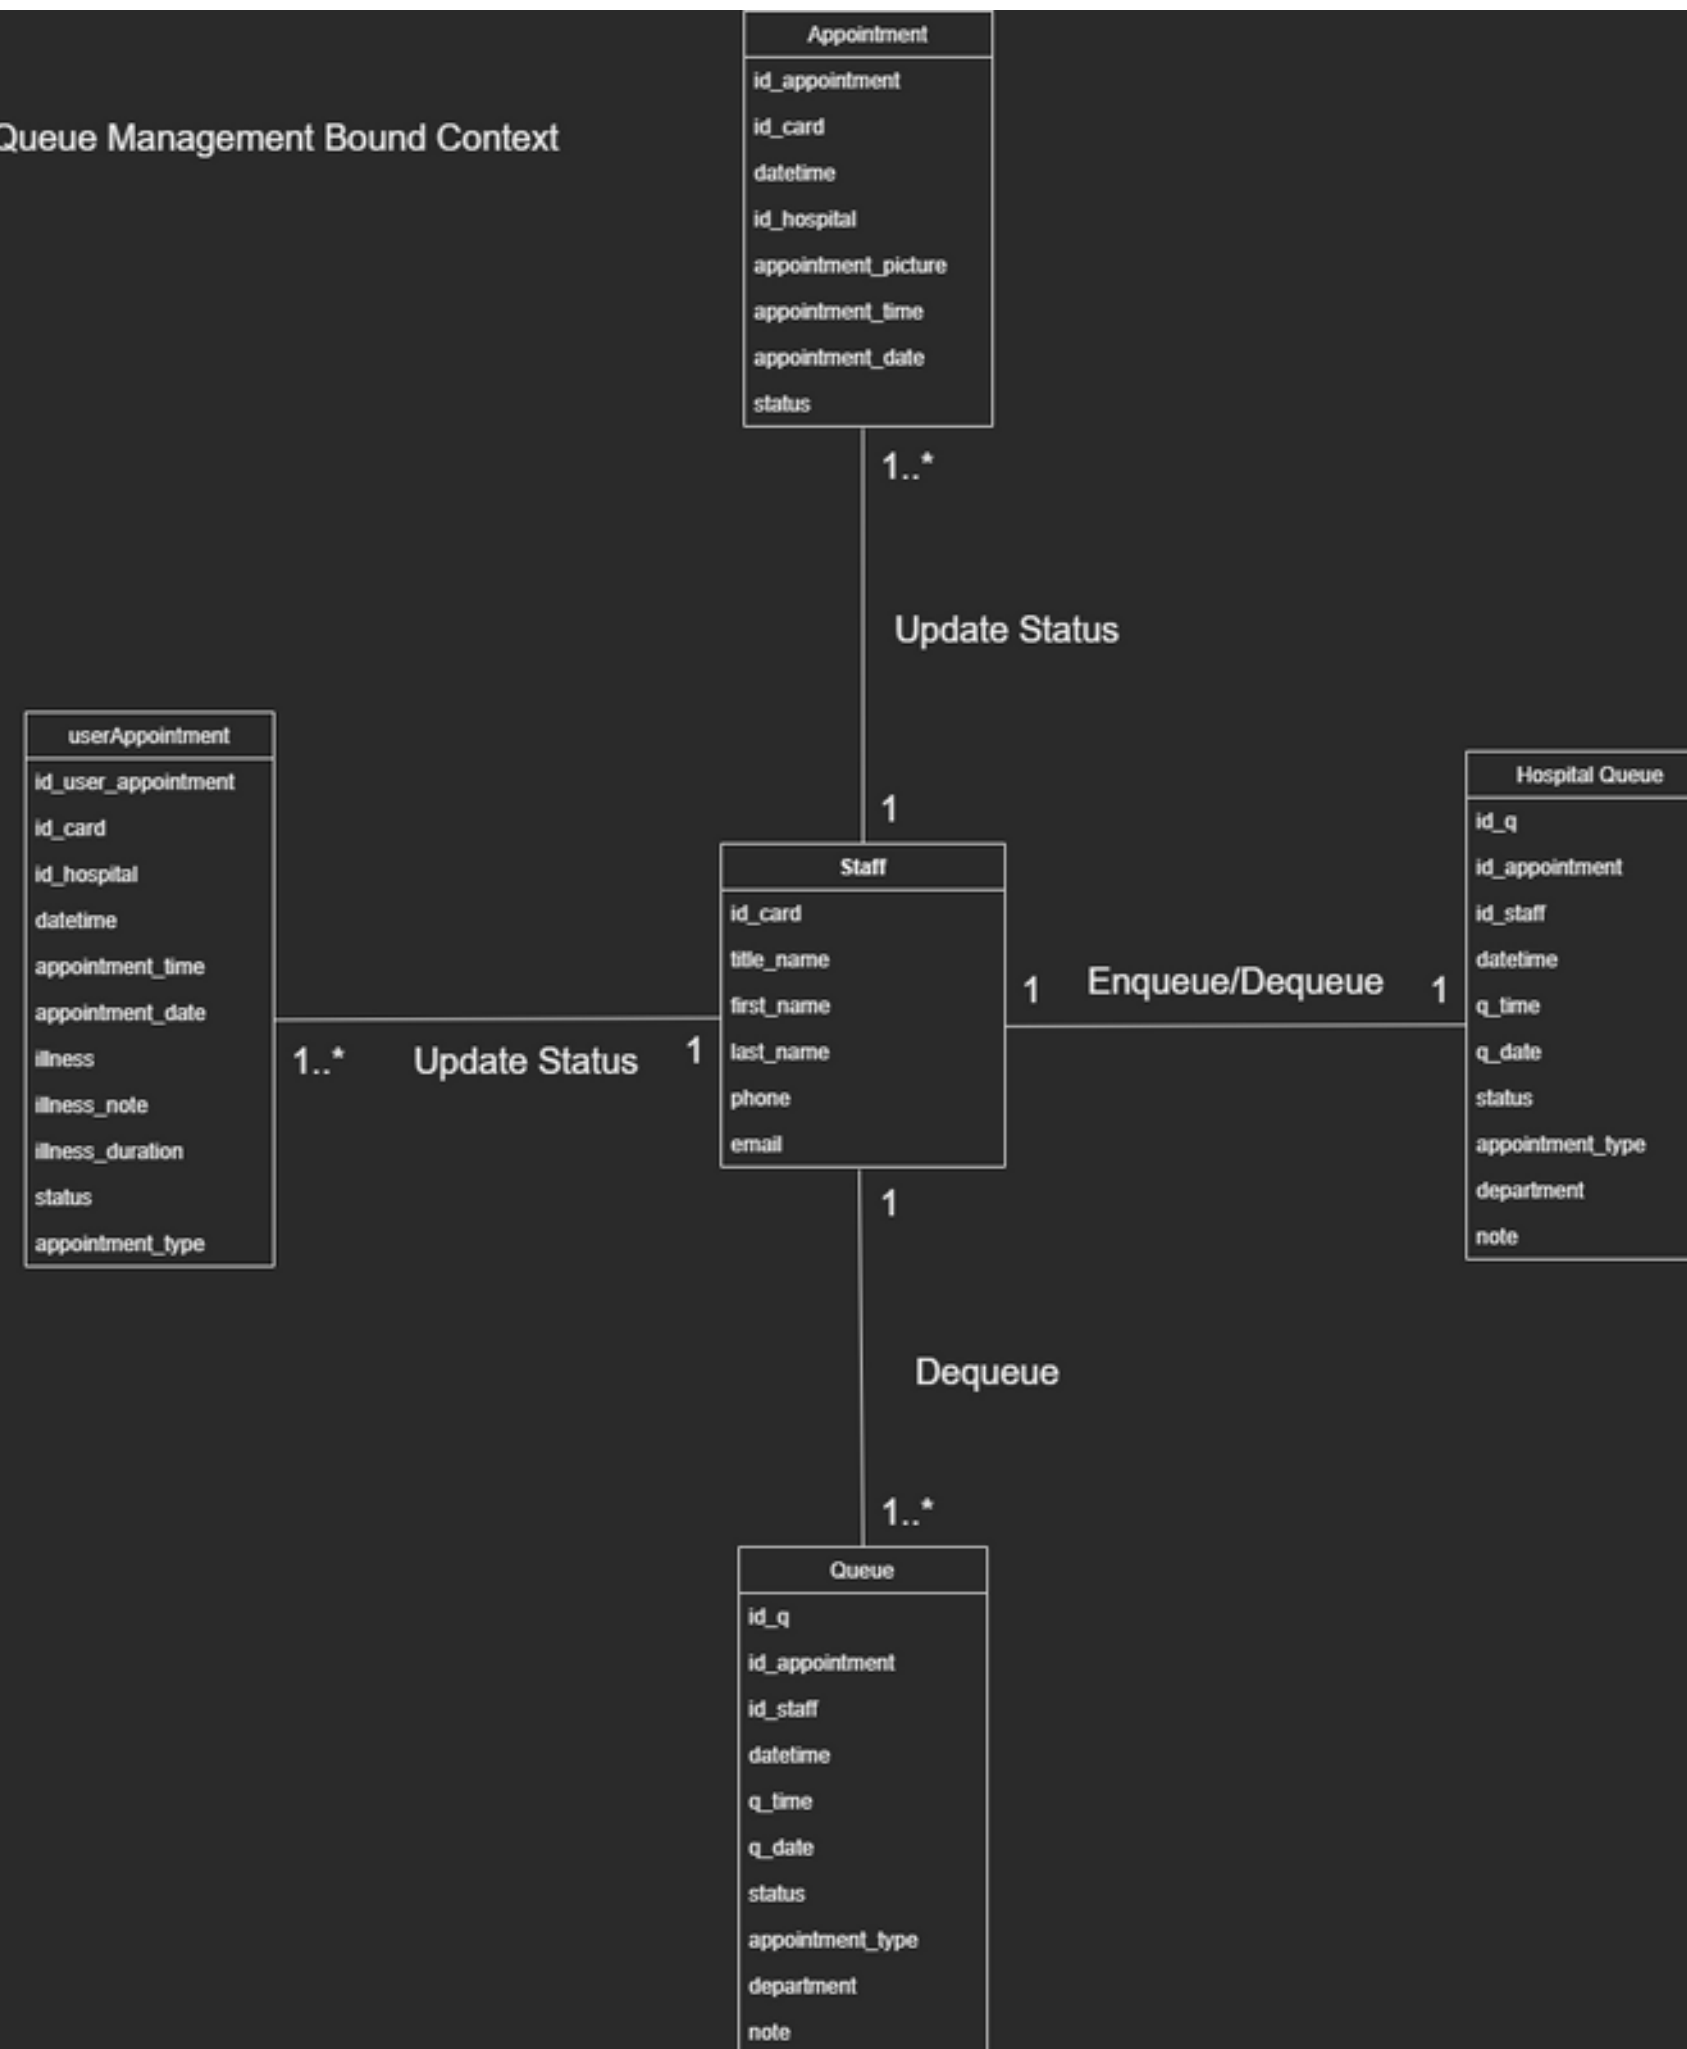 Appointment
id_appointment
id_card
datetime
id_hospital
appointment_picture
appointment_time
appointment_date
status
Queue Management Bound Context
1..*
Update Status
1
userAppointment
id_user_appointment
id_card
id_hospital
datetime
appointment_time
appointment_date
illness
illness_note
illness_duration
status
appointment_type
1..*
Update Status
1
Staff
id_card
title_name
first_name
last_name
phone
email
1
Enqueue/Dequeue
1
Hospital Queue
id_q
id_appointment
id_staff
datetime
q_time
q_date
status
appointment_type
department
note
1
Dequeue
1..*
Queue
id_q
id_appointment
id_staff
datetime
q_time
q_date
status
appointment_type
department
note